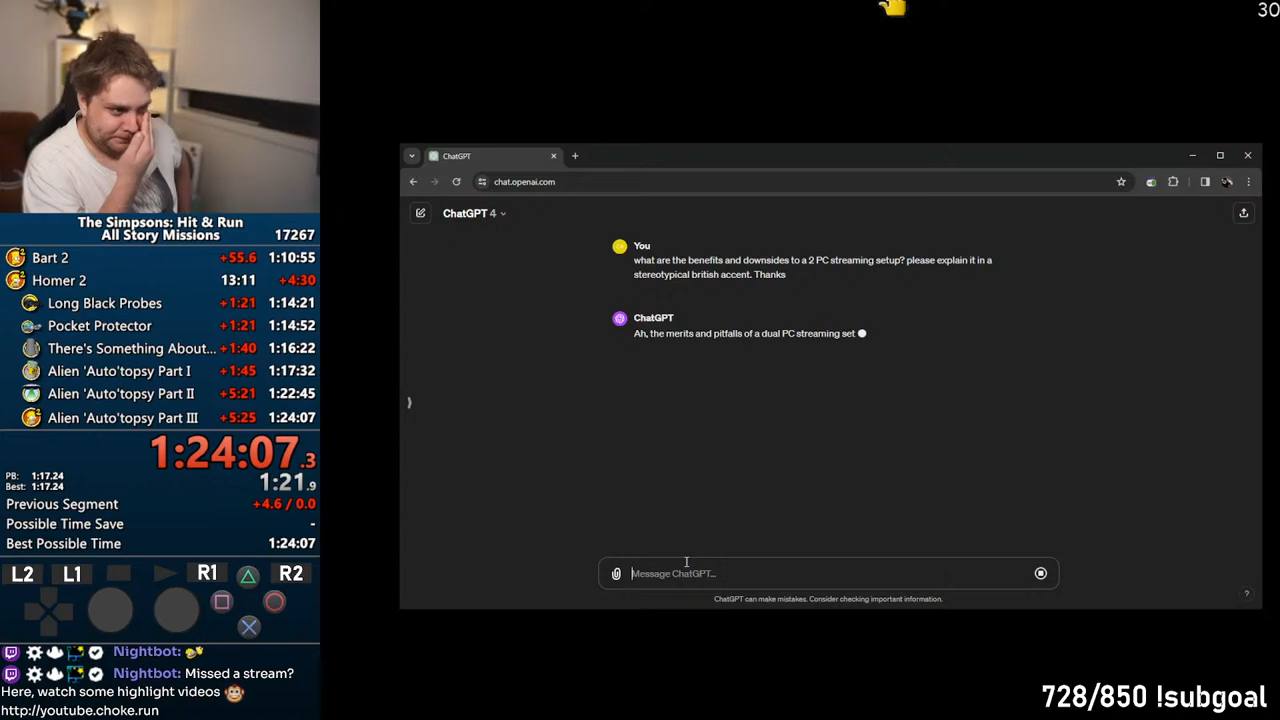 30
The Simpsons: Hit & Run
All Story Missions 17267
Bart 2 +55.6 1:10:55
Homer 2 13:11 +4:30
Long Black Probes +1:21 1:14:21
Pocket Protector +1:21 1:14:52
There's Something About... +1:40 1:16:22
Alien 'Auto'topsy Part I +1:45 1:17:32
Alien 'Auto'topsy Part II +5:21 1:22:45
Alien 'Auto'topsy Part III +5:25 1:24:07
1:24:07.3
PB: 1:17.24
Best: 1:17.24
1:21.9
Previous Segment +4.6 / 0.0
Possible Time Save -
Best Possible Time 1:24:07
L2 L1 R1 R2
Nightbot:
Nightbot: Missed a stream?
Here, watch some highlight videos
http://youtube.choke.run
ChatGPT
chat.openai.com
ChatGPT 4
You
what are the benefits and downsides to a 2 PC streaming setup? please explain it in a
stereotypical british accent. Thanks
ChatGPT
Ah, the merits and pitfalls of a dual PC streaming set
Message ChatGPT...
ChatGPT can make mistakes. Consider checking important information.
?
728/850 !subgoal